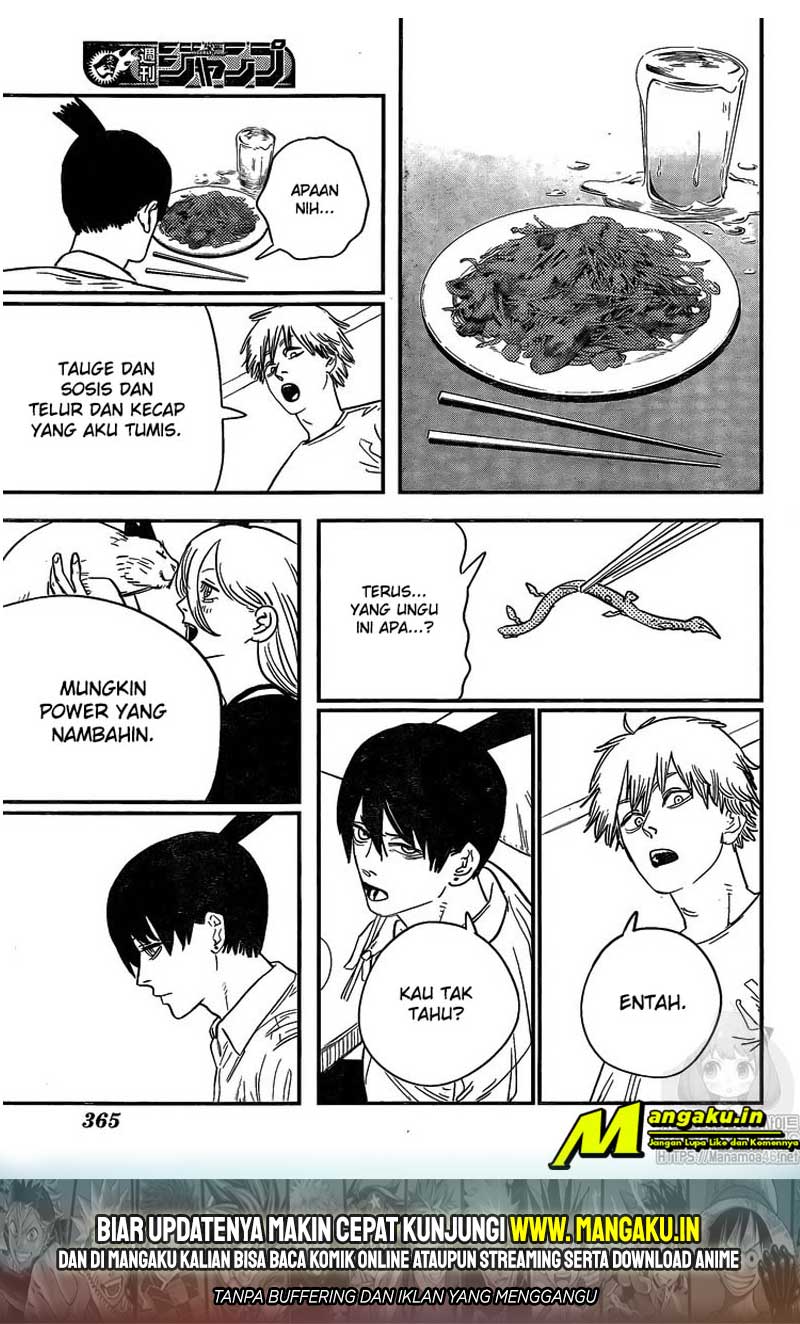 週刊
ジャンプ
APAAN
NIH...
TAUGE DAN
SOSIS DAN
TELUR DAN KECAP
YANG AKU TUMIS.
TERUS...
YANG UNGU
INI APA...?
MUNGKIN
POWER YANG
NAMBAHIN.
ENTAH.
KAU TAK
TAHU?
365
Mangaku.in
Jangan Lupa Like dan Komennya
HTTPS://Manamoa46.net
BIAR UPDATENYA MAKIN CEPAT KUNJUNGI WWW. MANGAKU.IN
DAN DI MANGAKU KALIAN BISA BACA KOMIK ONLINE ATAUPUN STREAMING SERTA DOWNLOAD ANIME
TANPA BUFFERING DAN IKLAN YANG MENGGANGU